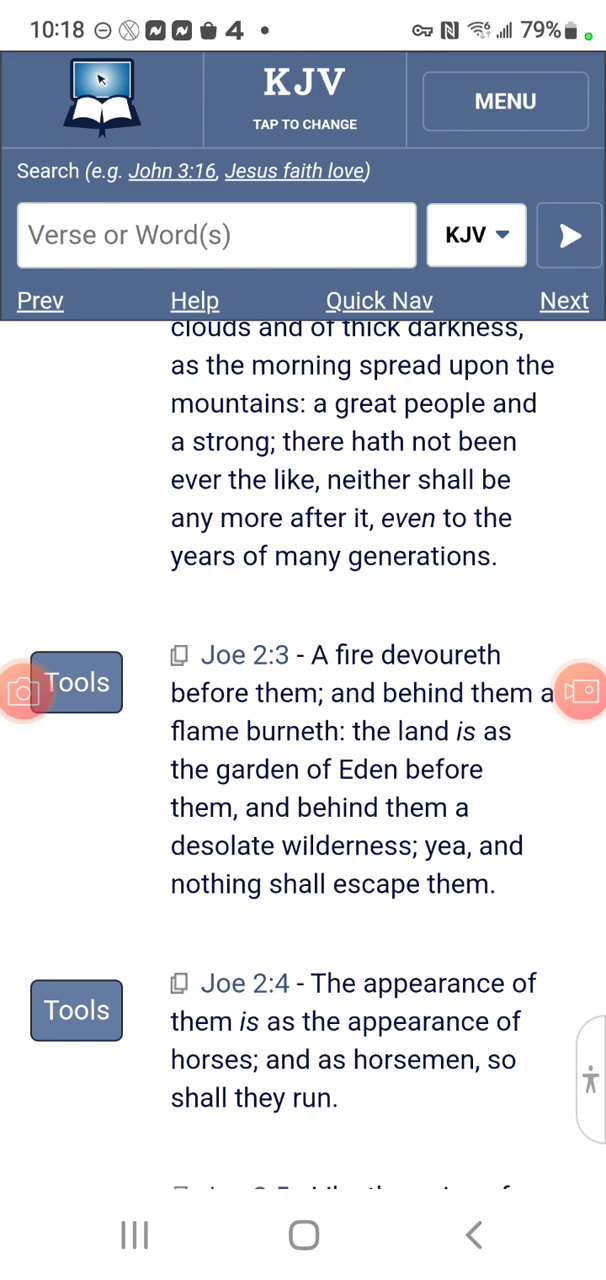 10:18 4 79%
KJV
TAP TO CHANGE
MENU
Search (e.g. John 3:16, Jesus faith love)
Verse or Word(s)
KJV
Prev Help Quick Nav Next
clouds and of thick darkness,
as the morning spread upon the
mountains: a great people and
a strong; there hath not been
ever the like, neither shall be
any more after it, even to the
years of many generations.
Tools
Joe 2:3 - A fire devoureth
before them; and behind them a
flame burneth: the land is as
the garden of Eden before
them, and behind them a
desolate wilderness; yea, and
nothing shall escape them.
Tools
Joe 2:4 - The appearance of
them is as the appearance of
horses; and as horsemen, so
shall they run.